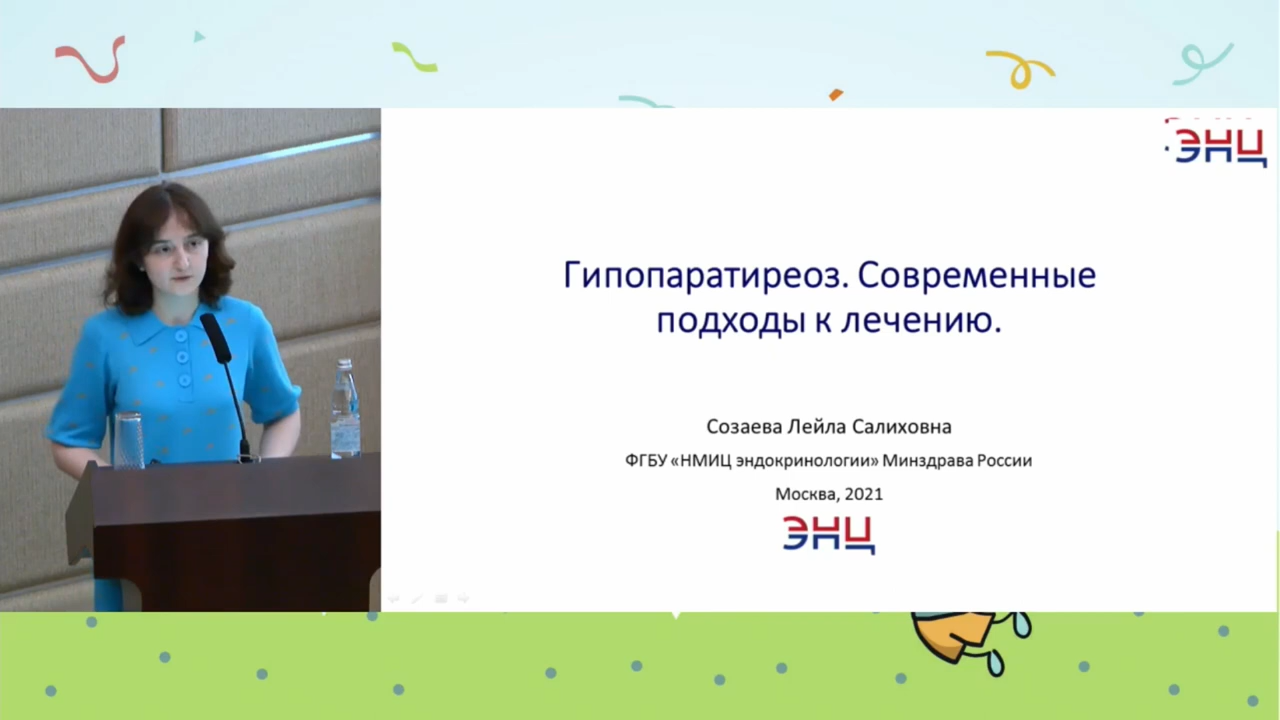 ЭНЦ
Гипопаратиреоз. Современные
подходы к лечению.
Созаева Лейла Салиховна
ФГБУ «НМИЦ эндокринологии» Минздрава России
Москва, 2021
ЭНЦ